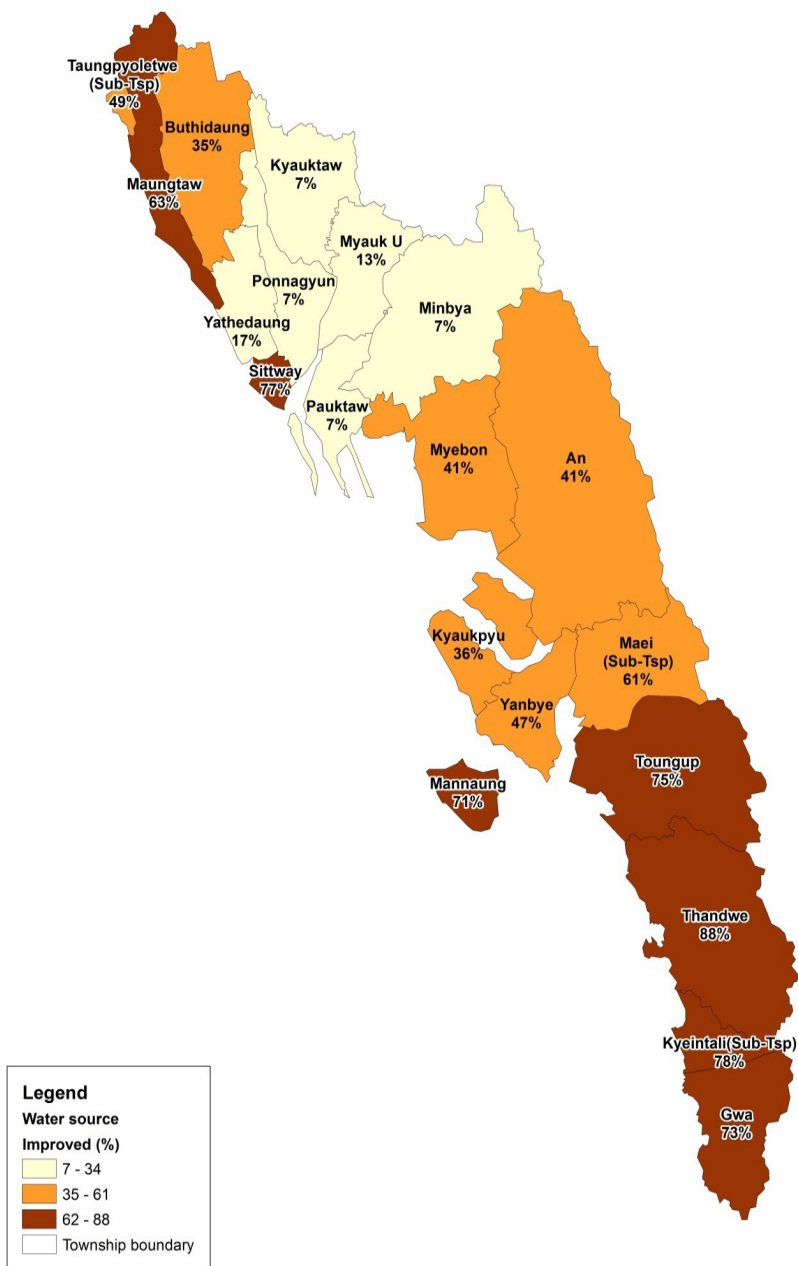 Taungpyoletwe
(Sub-Tsp)
49%
Buthidaung
35%
Kyauktaw
7%
Maungtaw
63%
Myauk U
13%
Ponnagyun
7%
Minbya
7%
Yathedaung
17%
Sittway
77%
Pauktaw
7%
Myebon
41%
An
41%
Kyaukpyu
36%
Maei
(Sub-Tsp)
61%
Yanbye
47%
Toungup
75%
Mannaung
71%
Thandwe
88%
Kyeintali(Sub-Tsp)
78%
Gwa
73%
Legend
Water source
Improved (%)
7 - 34
35 - 61
62 - 88
Township boundary